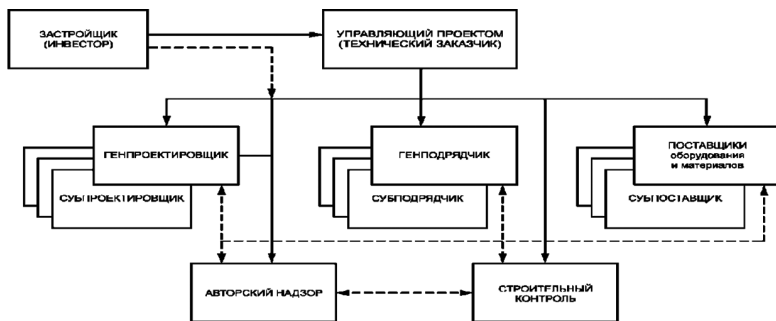 ЗАСТРОЙЩИК
(ИНВЕСТОР)
УПРАВЛЯЮЩИЙ ПРОЕКТОМ
(ТЕХНИЧЕСКИЙ ЗАКАЗЧИК)
ГЕНПРОЕКТИРОВЩИК
СУБПРОЕКТИРОВЩИК
ГЕНПОДРЯДЧИК
СУБПОДРЯДЧИК
ПОСТАВЩИКИ
оборудования
и материалов
СУБПОСТАВЩИК
АВТОРСКИЙ НАДЗОР
СТРОИТЕЛЬНЫЙ
КОНТРОЛЬ